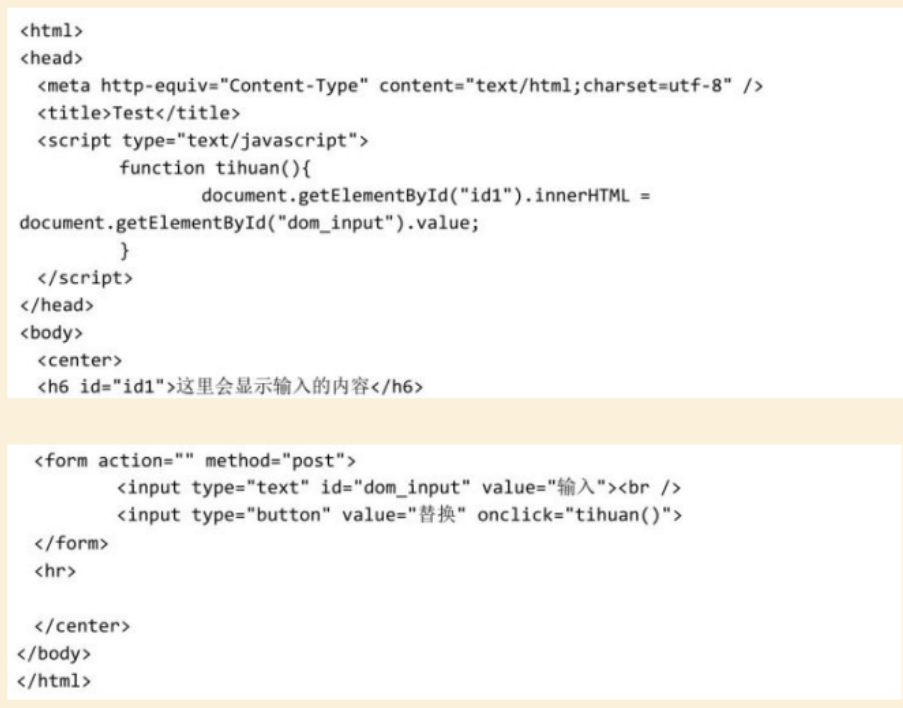 <html>
<head>
<meta http-equiv="Content-Type" content="text/html;charset=utf-8" />
<title>Test</title>
<script type="text/javascript">
function tihuan(){
document.getElementById("id1").innerHTML =
document.getElementById("dom_input").value;
}
</script>
</head>
<body>
<center>
<h6 id="id1">这里会显示输入的内容</h6>
<form action="" method="post">
<input type="text" id="dom_input" value="输入"><br />
<input type="button" value="替换" onclick="tihuan()">
</form>
<hr>
</center>
</body>
</html>